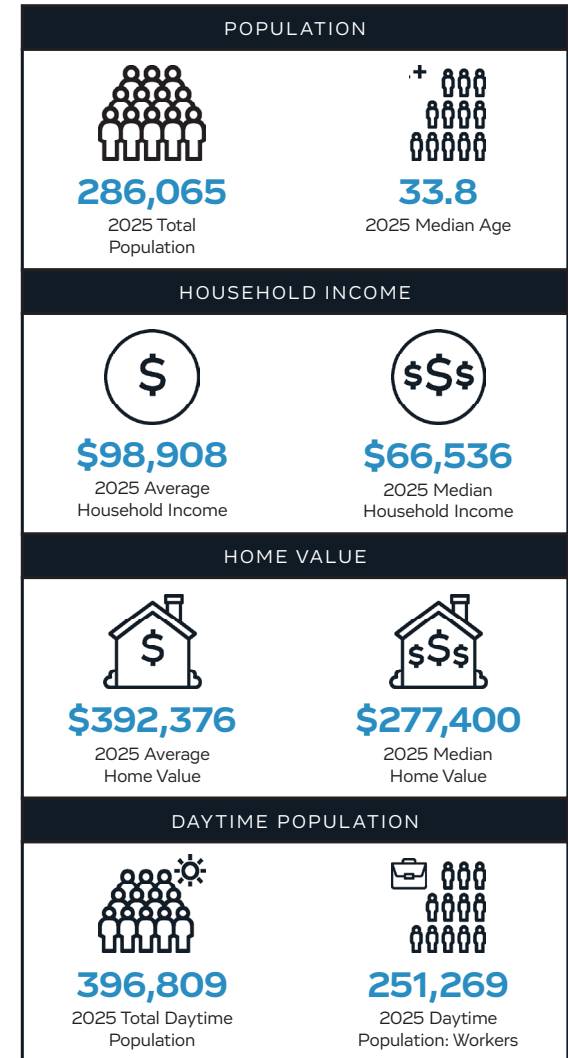 POPULATION
286,065
2025 Total
Population
33.8
2025 Median Age
HOUSEHOLD INCOME
$
$98,908
2025 Average
Household Income
$$$
$66,536
2025 Median
Household Income
HOME VALUE
$
$392,376
2025 Average
Home Value
$$$
$277,400
2025 Median
Home Value
DAYTIME POPULATION
396,809
2025 Total Daytime
Population
251,269
2025 Daytime
Population: Workers